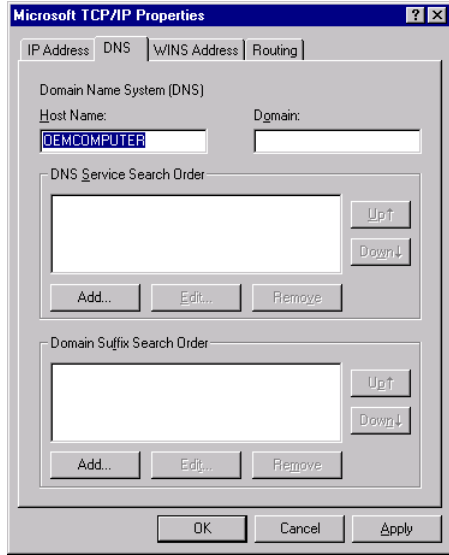 Microsoft TCP/IP Properties
IP Address DNS WINS Address Routing
Domain Name System (DNS)
Host Name: Domain:
OEMCOMPUTER
DNS Service Search Order
Up↑
Down↓
Add... Edit... Remove
Domain Suffix Search Order
Up↑
Down↓
Add... Edit... Remove
OK Cancel Apply